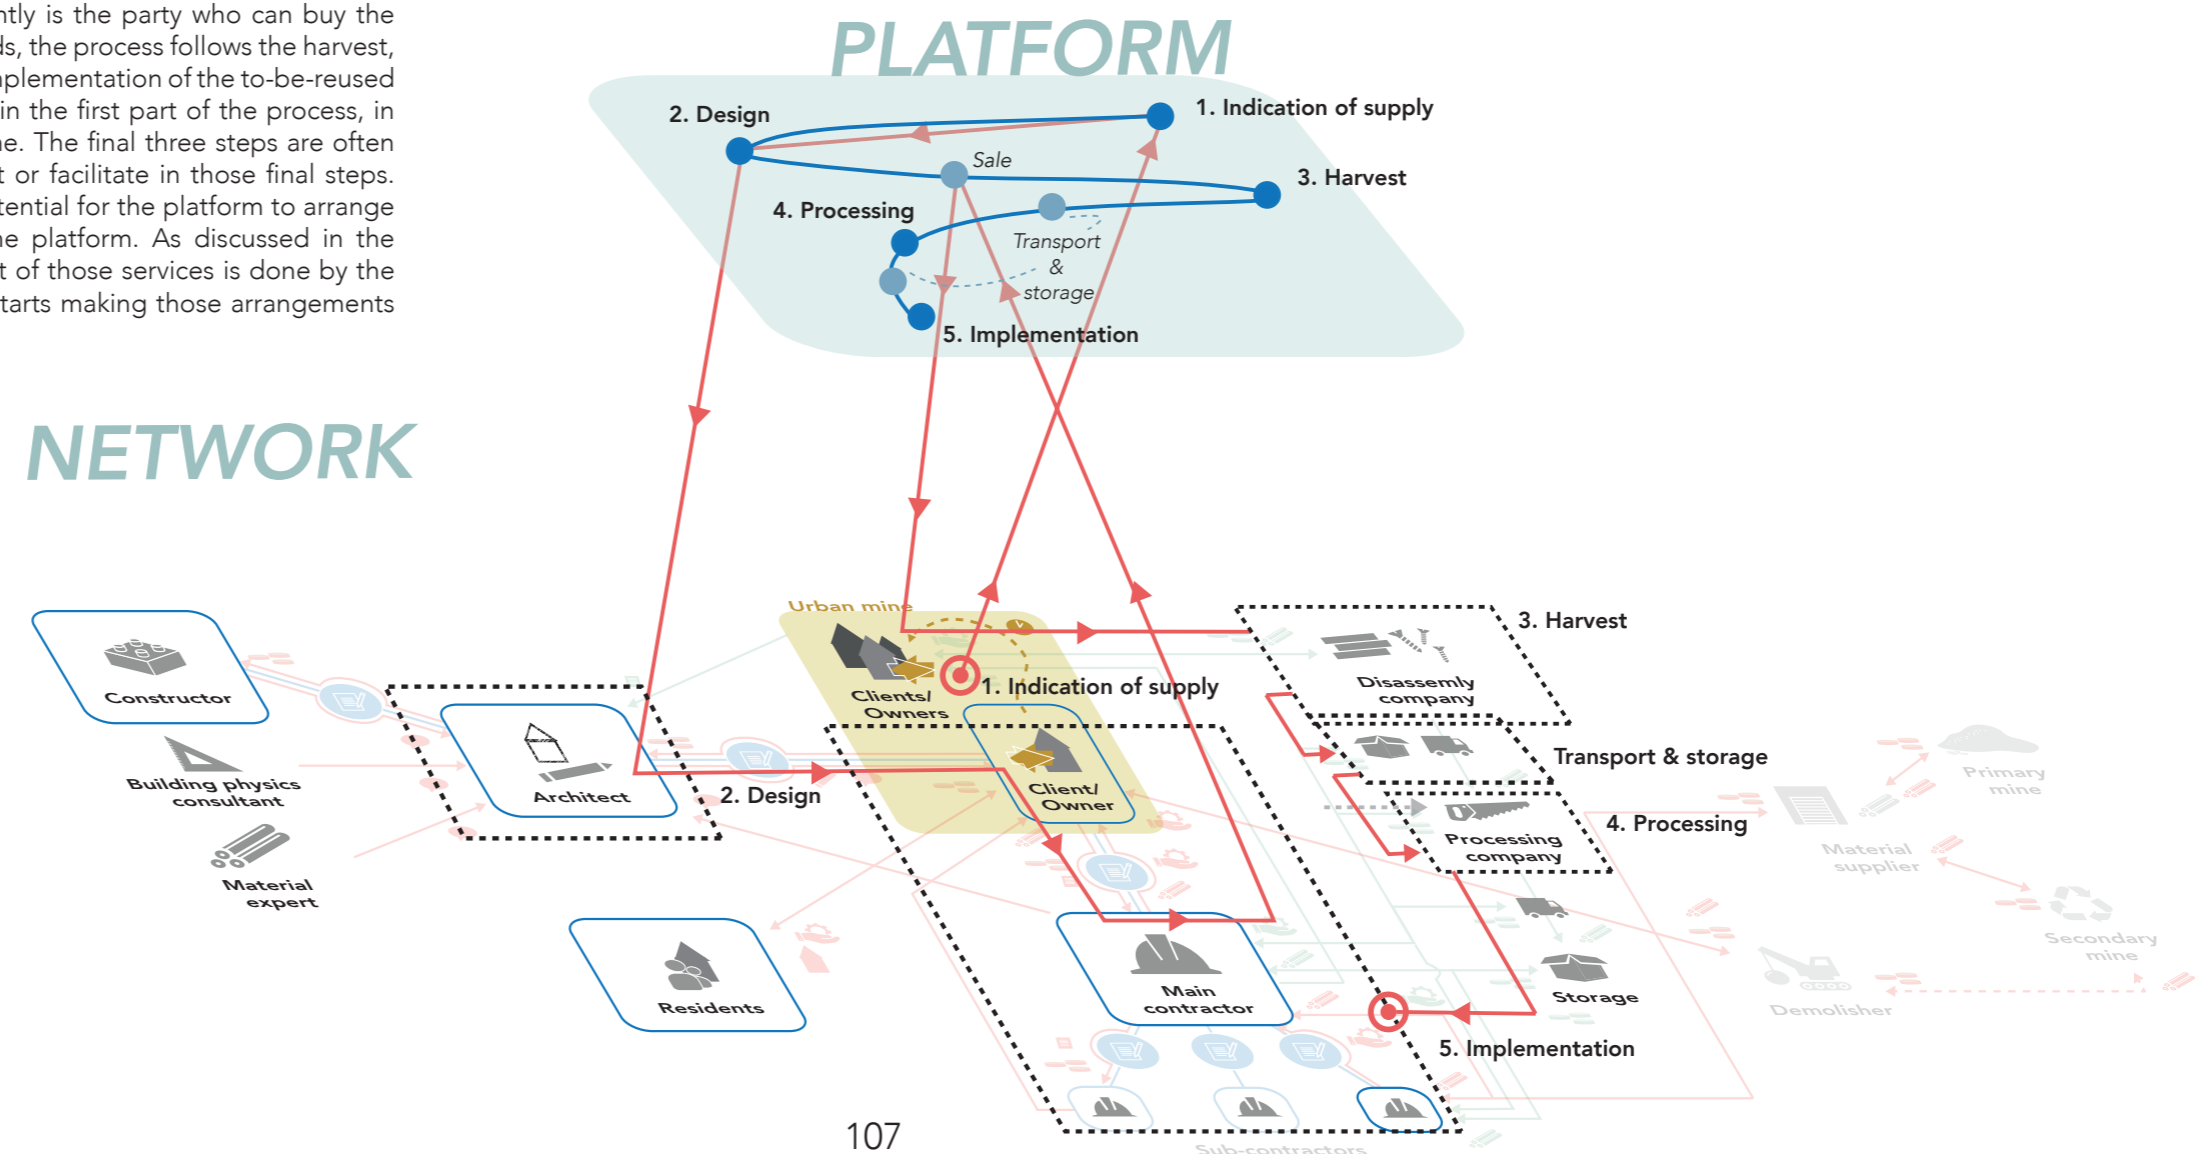 ntly is the party who can buy the
ds, the process follows the harvest,
mplementation of the to-be-reused
in the first part of the process, in
ne. The final three steps are often
t or facilitate in those final steps.
tential for the platform to arrange
ne platform. As discussed in the
t of those services is done by the
tarts making those arrangements
PLATFORM
2. Design
1. Indication of supply
Sale
3. Harvest
4. Processing
Transport
&
storage
5. Implementation
NETWORK
Urban mine
3. Harvest
Constructor
Clients/
Owners
1. Indication of supply
Disassemly
company
Building physics
consultant
Architect
2. Design
Client/
Owner
Transport & storage
Primary
mine
Processing
company
4. Processing
Material
supplier
Material
expert
Residents
Main
contractor
Storage
Secondary
mine
Demolisher
5. Implementation
107
Sub-contractors